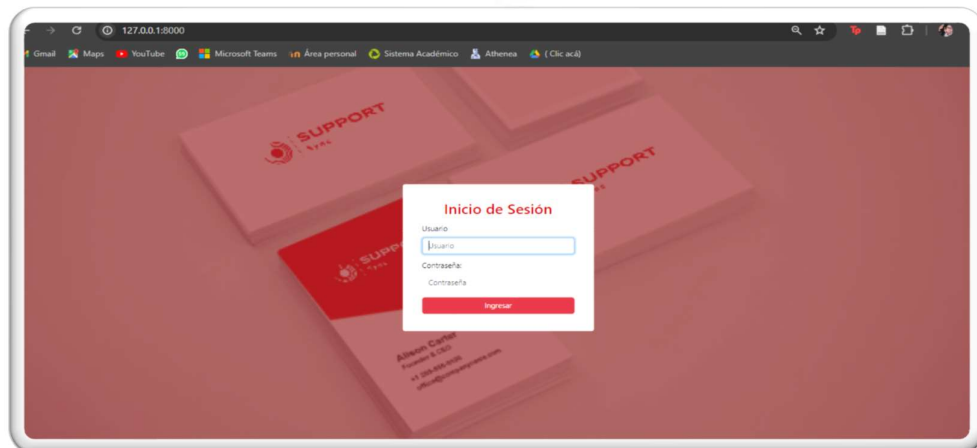 127.0.0.1:8000
Gmail Maps YouTube Microsoft Teams Área personal Sistema Académico Athenea ( Clic acá)
SUPPORT
SUPPORT
Inicio de Sesión
Usuario
Usuario
Contraseña:
Contraseña
Ingresar
Alison Carter
Founder & CEO